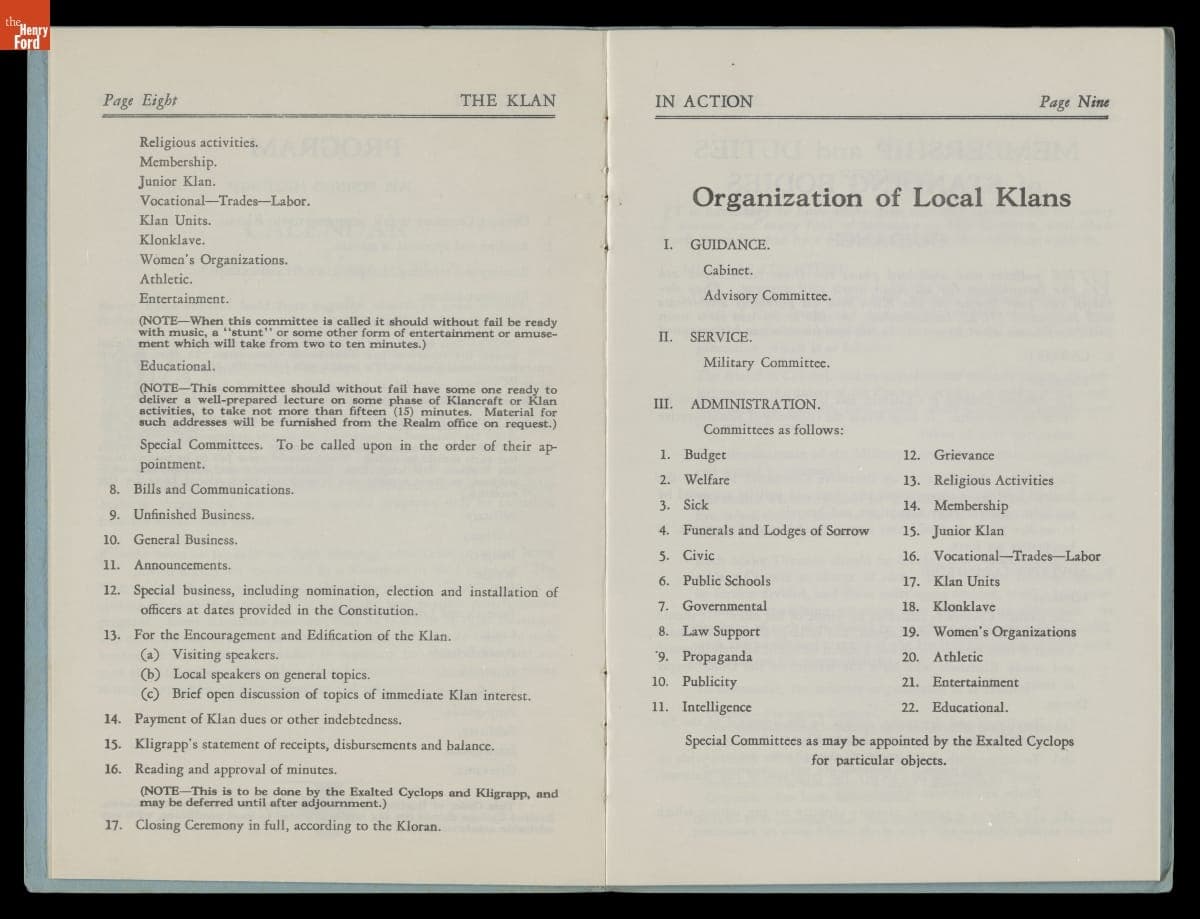 the
Henry
Ford
Page Eight THE KLAN
Religious activities.
Membership.
Junior Klan.
Vocational—Trades—Labor.
Klan Units.
Klonklave.
Women's Organizations.
Athletic.
Entertainment.
(NOTE—When this committee is called it should without fail be ready
with music, a "stunt" or some other form of entertainment or amuse-
ment which will take from two to ten minutes.)
Educational.
(NOTE—This committee should without fail have some one ready to
deliver a well-prepared lecture on some phase of Klancraft or Klan
activities, to take not more than fifteen (15) minutes. Material for
such addresses will be furnished from the Realm office on request.)
Special Committees. To be called upon in the order of their ap-
pointment.
8. Bills and Communications.
9. Unfinished Business.
10. General Business.
11. Announcements.
12. Special business, including nomination, election and installation of
officers at dates provided in the Constitution.
13. For the Encouragement and Edification of the Klan.
(a) Visiting speakers.
(b) Local speakers on general topics.
(c) Brief open discussion of topics of immediate Klan interest.
14. Payment of Klan dues or other indebtedness.
15. Kligrapp's statement of receipts, disbursements and balance.
16. Reading and approval of minutes.
(NOTE—This is to be done by the Exalted Cyclops and Kligrapp, and
may be deferred until after adjournment.)
17. Closing Ceremony in full, according to the Kloran.
IN ACTION Page Nine
Organization of Local Klans
I. GUIDANCE.
Cabinet.
Advisory Committee.
II. SERVICE.
Military Committee.
III. ADMINISTRATION.
Committees as follows:
1. Budget
2. Welfare
3. Sick
4. Funerals and Lodges of Sorrow
5. Civic
6. Public Schools
7. Governmental
8. Law Support
9. Propaganda
10. Publicity
11. Intelligence
12. Grievance
13. Religious Activities
14. Membership
15. Junior Klan
16. Vocational—Trades—Labor
17. Klan Units
18. Klonklave
19. Women's Organizations
20. Athletic
21. Entertainment
22. Educational.
Special Committees as may be appointed by the Exalted Cyclops
for particular objects.